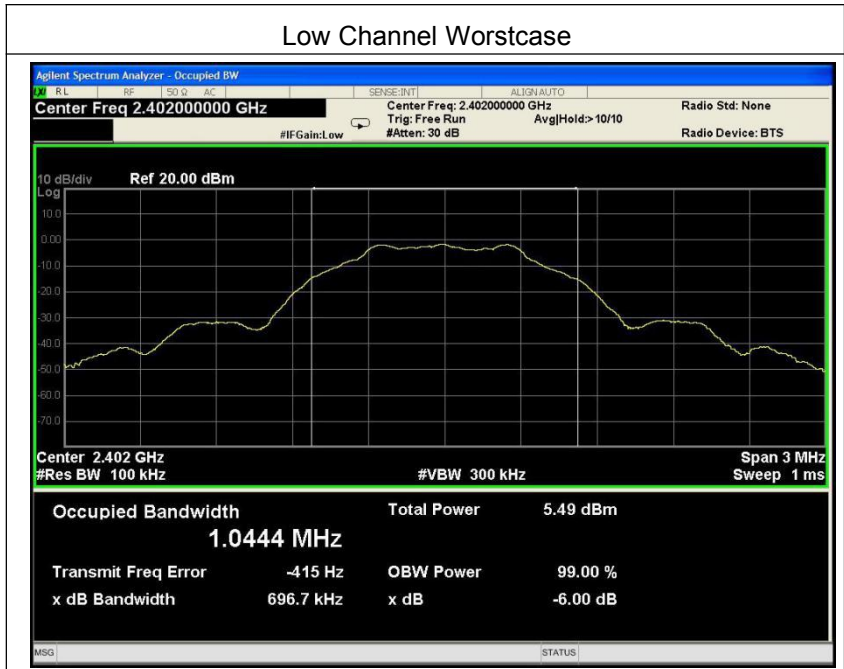 Low Channel Worstcase
Agilent Spectrum Analyzer - Occupied BW
LXI RL RF 50 Ω AC SENSE:INT ALIGN AUTO
Center Freq 2.402000000 GHz
Center Freq: 2.402000000 GHz
Radio Std: None
Trig: Free Run Avg|Hold:> 10/10
#IFGain:Low #Atten: 30 dB Radio Device: BTS
10 dB/div Ref 20.00 dBm
Log
10.0
0.00
-10.0
-20.0
-30.0
-40.0
-50.0
-60.0
-70.0
Center 2.402 GHz Span 3 MHz
#Res BW 100 kHz #VBW 300 kHz Sweep 1 ms
Occupied Bandwidth Total Power 5.49 dBm
1.0444 MHz
Transmit Freq Error -415 Hz OBW Power 99.00 %
x dB Bandwidth 696.7 kHz x dB -6.00 dB
MSG STATUS